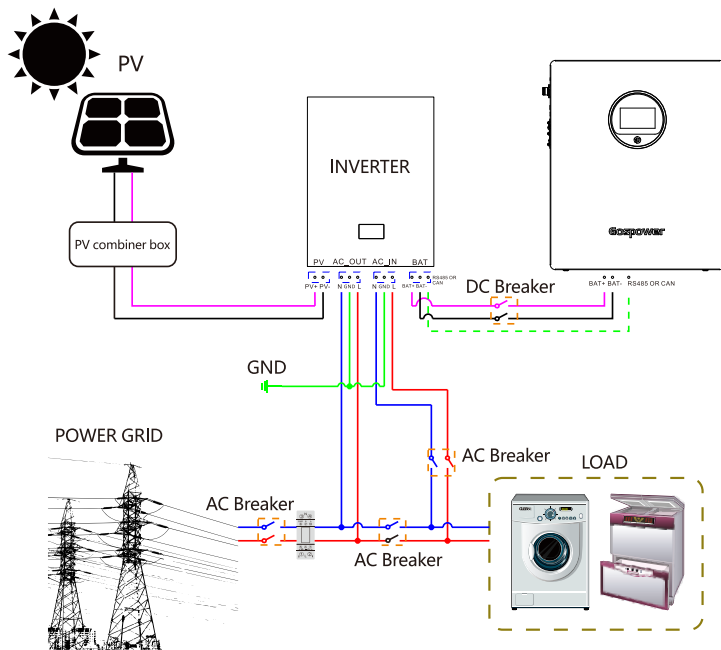 PV
INVERTER
Gospower
PV combiner box
PV AC_OUT AC_IN BAT
RS485 OR
CAN
PV+ PV- N GND L N GND L BAT+ BAT-
BAT+ BAT- RS485 OR CAN
DC Breaker
GND
POWER GRID
AC Breaker
LOAD
AC Breaker
AC Breaker